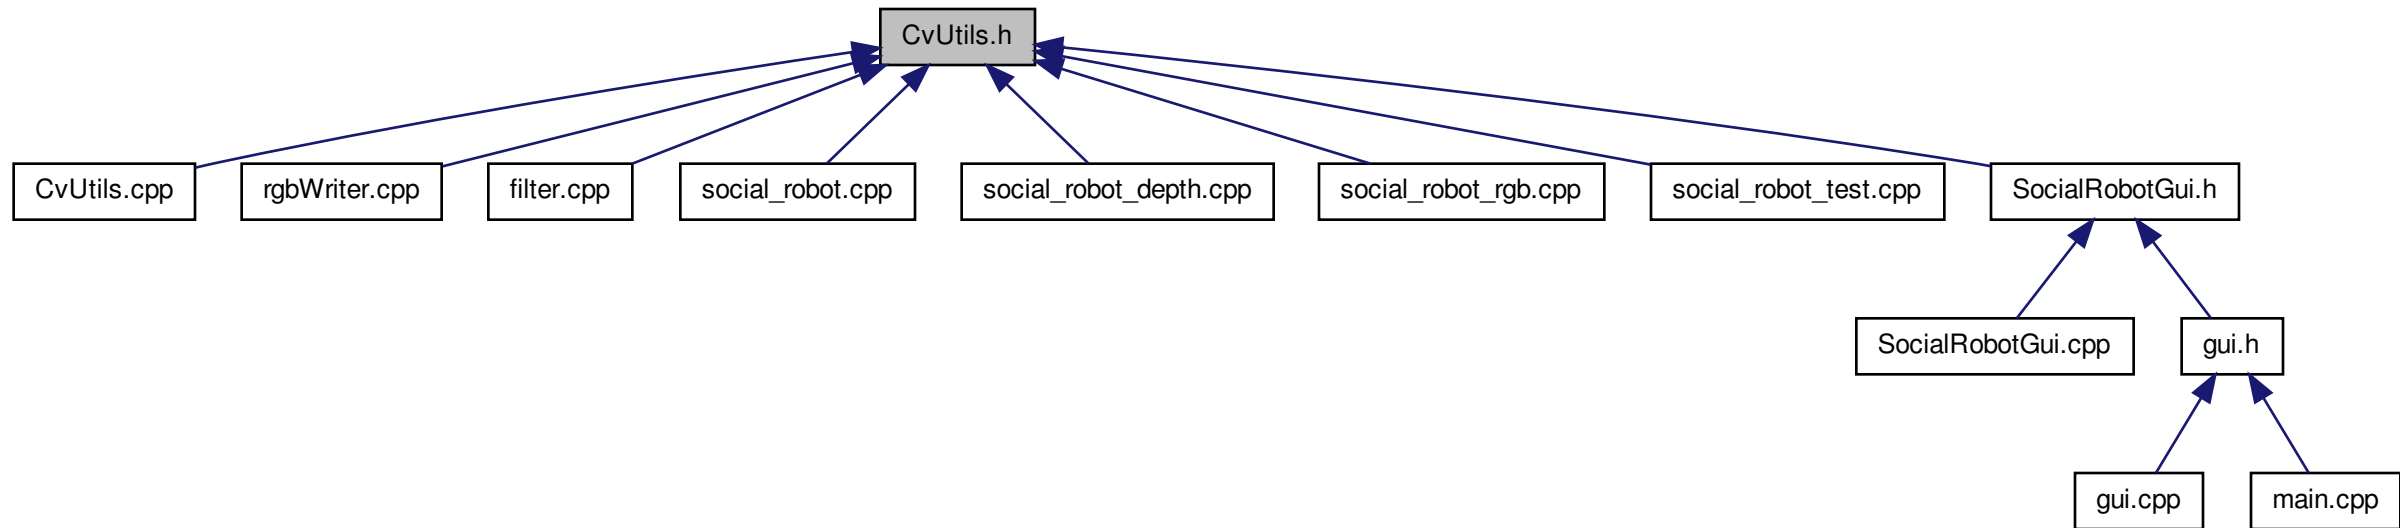 CvUtils.h
CvUtils.cpp
rgbWriter.cpp
filter.cpp
social_robot.cpp
social_robot_depth.cpp
social_robot_rgb.cpp
social_robot_test.cpp
SocialRobotGui.h
SocialRobotGui.cpp
gui.h
gui.cpp
main.cpp